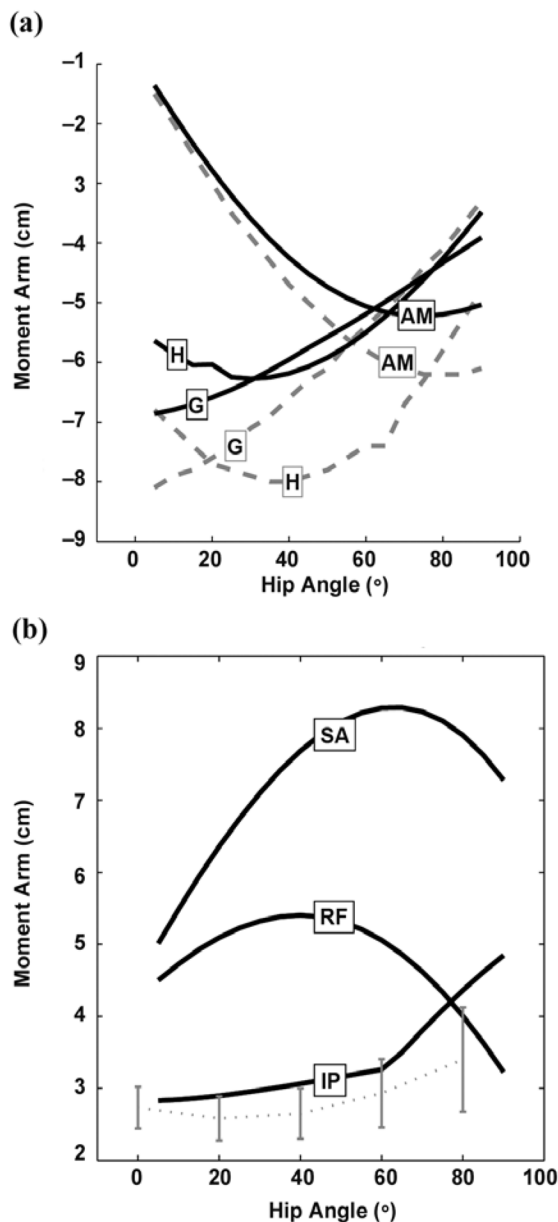 (a)
–1
–2
3
–4
–5
–6
–7
–8
–9
Moment Arm (cm)
AM
H
AM
G
G
H
0 20 40 60 80 100
Hip Angle (o)
(b)
9
8
7
6
5
4
3
2
Moment Arm (cm)
SA
RF
IP
0 20 40 60 80 100
Hip Angle (o)